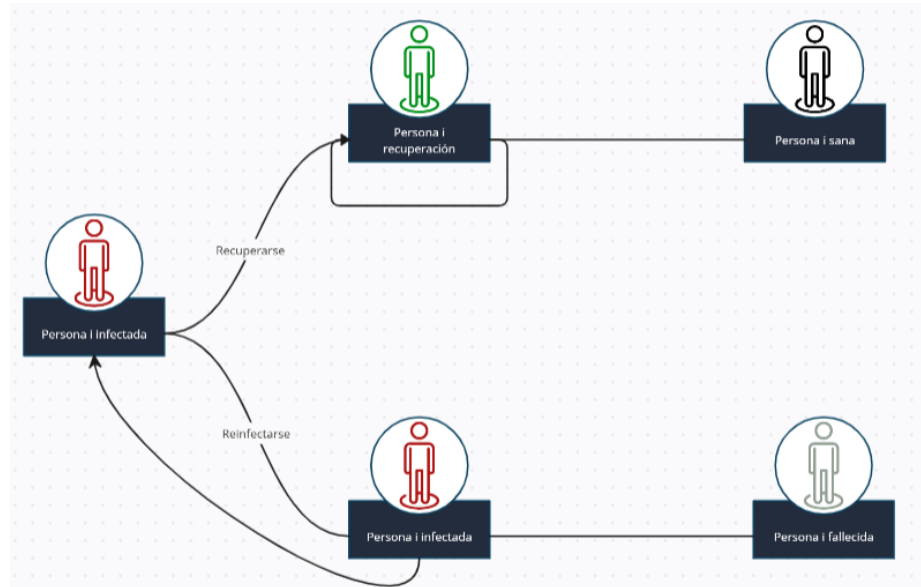 Persona i
recuperación
Persona i sana
Recuperarse
Persona i infectada
Reinfectarse
Persona i infectada
Persona i fallecida